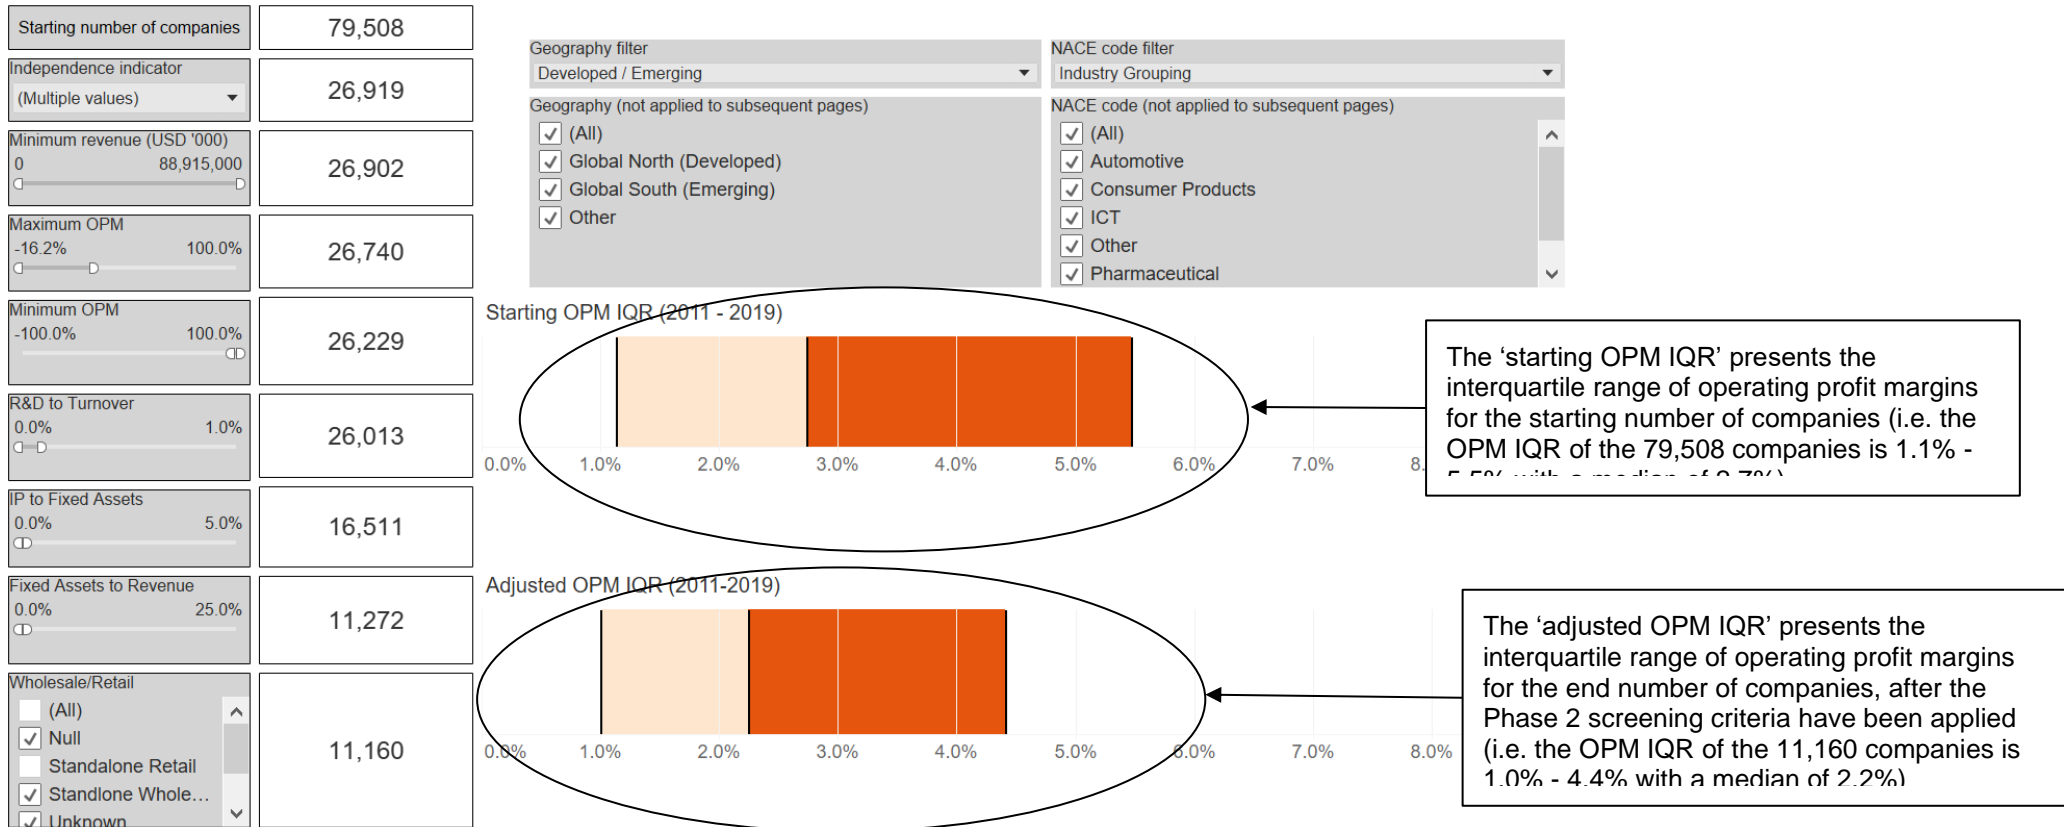 Starting number of companies
79,508
Independence indicator
(Multiple values)
26,919
Minimum revenue (USD '000)
0 88,915,000
26,902
Maximum OPM
-16.2% 100.0%
26,740
Minimum OPM
-100.0% 100.0%
26,229
R&D to Turnover
0.0% 1.0%
26,013
IP to Fixed Assets
0.0% 5.0%
16,511
Fixed Assets to Revenue
0.0% 25.0%
11,272
Wholesale/Retail
(All)
Null
Standalone Retail
Standlone Whole...
Unknown
11,160
Geography filter
Developed / Emerging
Geography (not applied to subsequent pages)
(All)
Global North (Developed)
Global South (Emerging)
Other
NACE code filter
Industry Grouping
NACE code (not applied to subsequent pages)
(All)
Automotive
Consumer Products
ICT
Other
Pharmaceutical
Starting OPM IQR (2011 - 2019)
0.0% 1.0% 2.0% 3.0% 4.0% 5.0% 6.0% 7.0% 8.
The ‘starting OPM IQR’ presents the
interquartile range of operating profit margins
for the starting number of companies (i.e. the
OPM IQR of the 79,508 companies is 1.1% -
5.5% with a median of 2.7%)
Adjusted OPM IQR (2011-2019)
0.0% 1.0% 2.0% 3.0% 4.0% 5.0% 6.0% 7.0% 8.0%
The ‘adjusted OPM IQR’ presents the
interquartile range of operating profit margins
for the end number of companies, after the
Phase 2 screening criteria have been applied
(i.e. the OPM IQR of the 11,160 companies is
1.0% - 4.4% with a median of 2.2%)